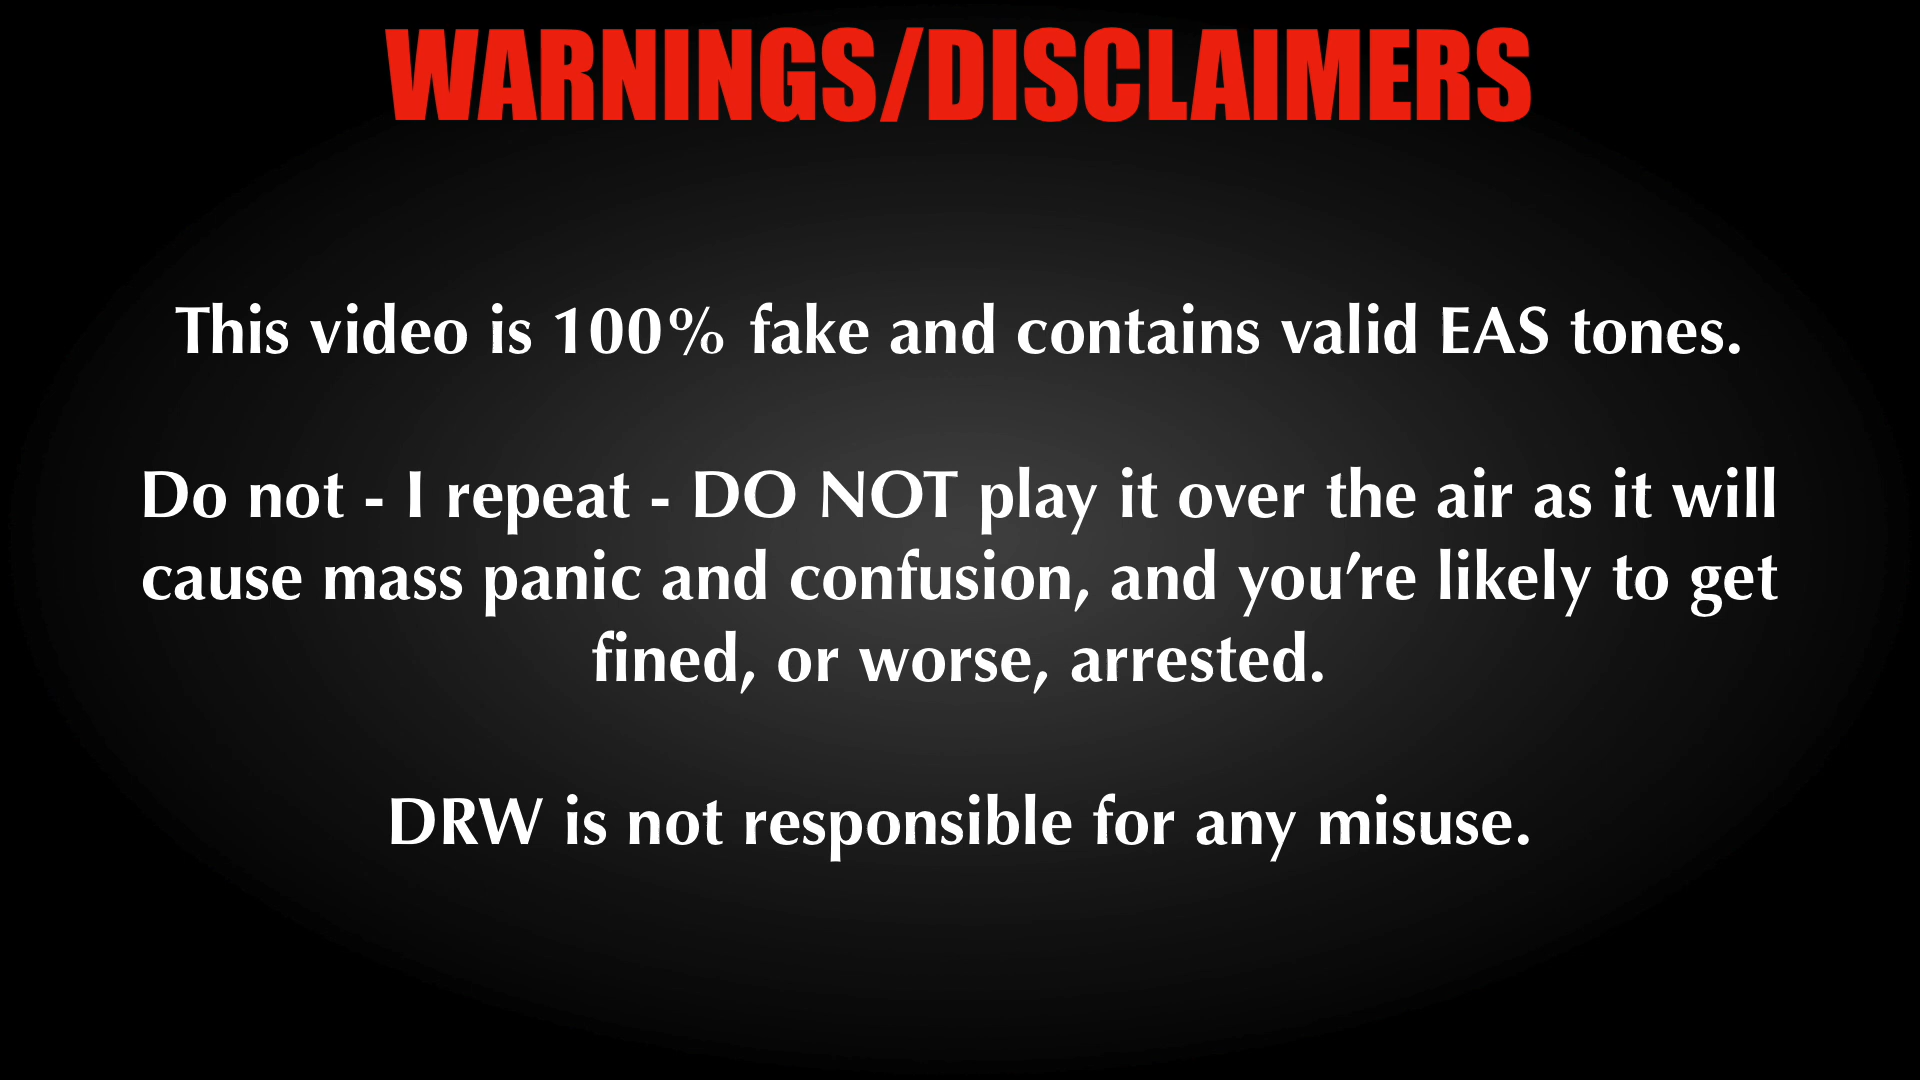 WARNINGS/DISCLAIMERS
This video is 100% fake and contains valid EAS tones.
Do not - I repeat - DO NOT play it over the air as it will
cause mass panic and confusion, and you’re likely to get
fined, or worse, arrested.
DRW is not responsible for any misuse.